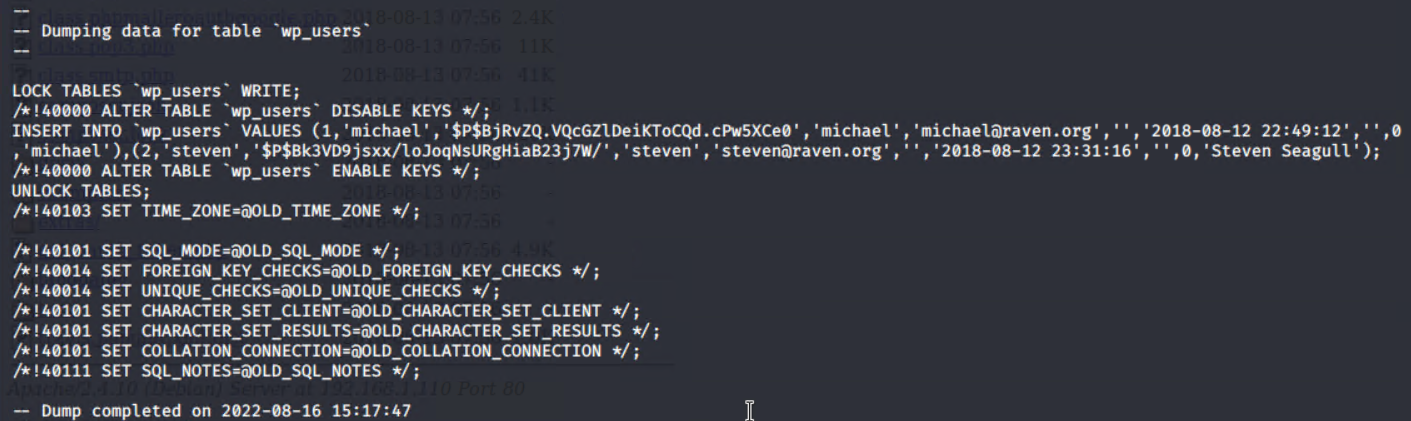 --
-- Dumping data for table `wp_users`
--
LOCK TABLES `wp_users` WRITE;
/*!40000 ALTER TABLE `wp_users` DISABLE KEYS */;
INSERT INTO `wp_users` VALUES (1,'michael','$P$BjRvZQ.VQcGZlDeiKToCQd.cPw5XCe0','michael','michael@raven.org','','2018-08-12 22:49:12','',0
,'michael'),(2,'steven','$P$Bk3VD9jsxx/loJoqNsURgHiaB23j7W/','steven','steven@raven.org','','2018-08-12 23:31:16','',0,'Steven Seagull');
/*!40000 ALTER TABLE `wp_users` ENABLE KEYS */;
UNLOCK TABLES;
/*!40103 SET TIME_ZONE=@OLD_TIME_ZONE */;
/*!40101 SET SQL_MODE=@OLD_SQL_MODE */;
/*!40014 SET FOREIGN_KEY_CHECKS=@OLD_FOREIGN_KEY_CHECKS */;
/*!40014 SET UNIQUE_CHECKS=@OLD_UNIQUE_CHECKS */;
/*!40101 SET CHARACTER_SET_CLIENT=@OLD_CHARACTER_SET_CLIENT */;
/*!40101 SET CHARACTER_SET_RESULTS=@OLD_CHARACTER_SET_RESULTS */;
/*!40101 SET COLLATION_CONNECTION=@OLD_COLLATION_CONNECTION */;
/*!40111 SET SQL_NOTES=@OLD_SQL_NOTES */;
-- Dump completed on 2022-08-16 15:17:47